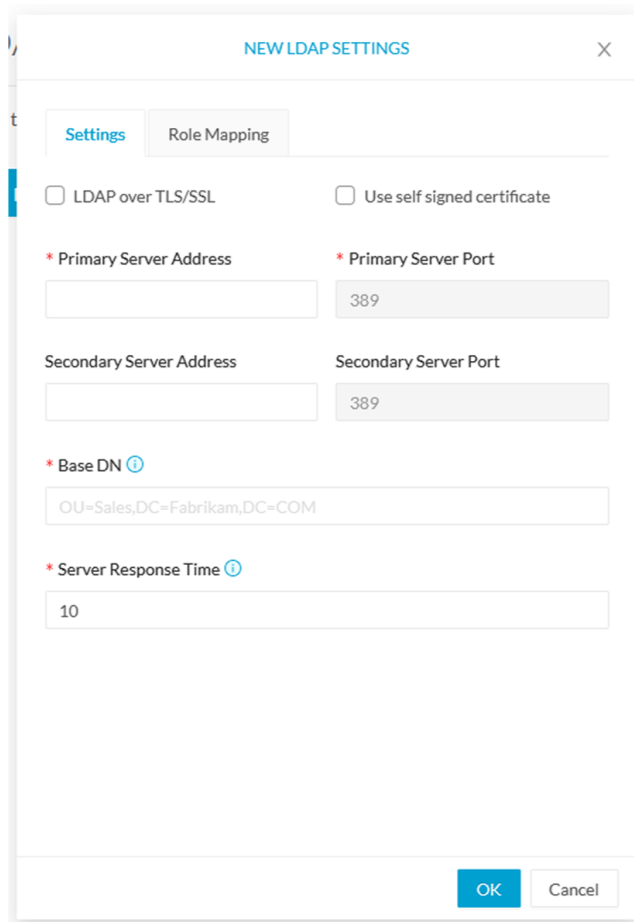 NEW LDAP SETTINGS
Settings Role Mapping
LDAP over TLS/SSL Use self signed certificate
* Primary Server Address * Primary Server Port
389
Secondary Server Address Secondary Server Port
389
* Base DN
OU=Sales,DC=Fabrikam,DC=COM
* Server Response Time
10
OK Cancel